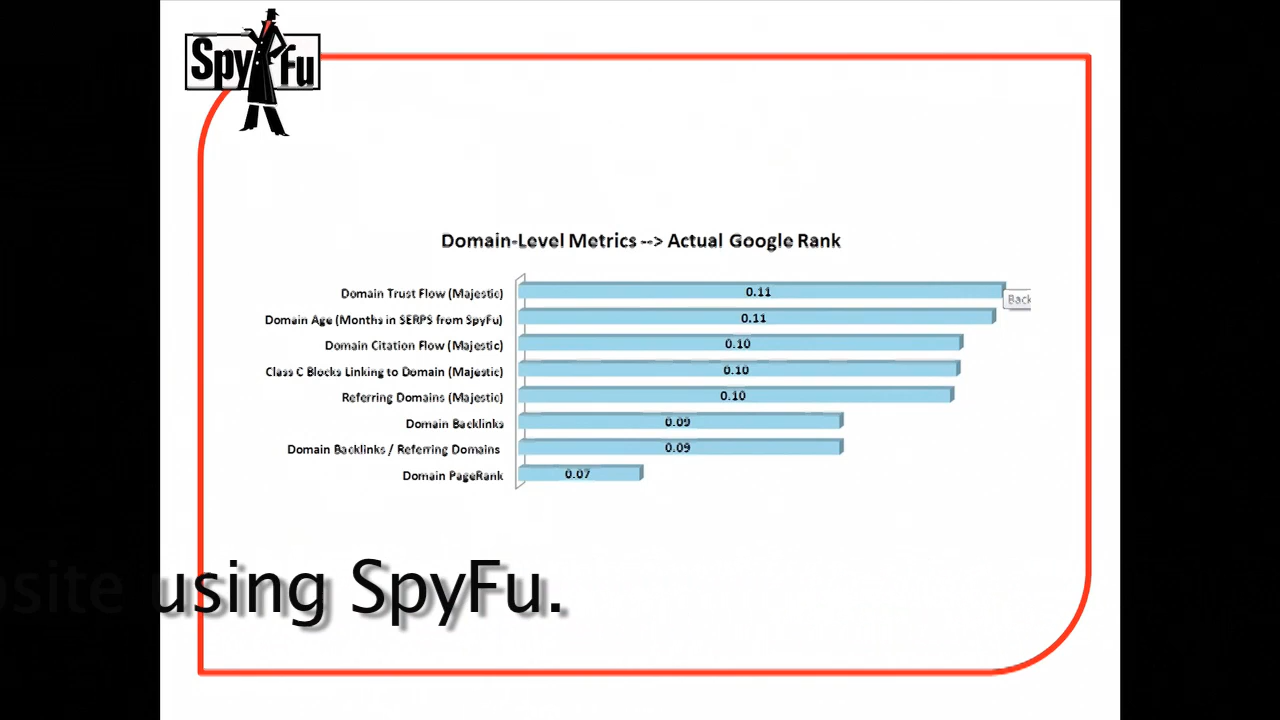 SpyFu
Domain-Level Metrics --> Actual Google Rank
Domain Trust Flow (Majestic) 0.11
Back
Domain Age (Months in SERPS from SpyFu) 0.11
Domain Citation Flow (Majestic) 0.10
Class C Blocks Linking to Domain (Majestic) 0.10
Referring Domains (Majestic) 0.10
Domain Backlinks 0.09
Domain Backlinks / Referring Domains 0.09
Domain PageRank 0.07
using SpyFu.